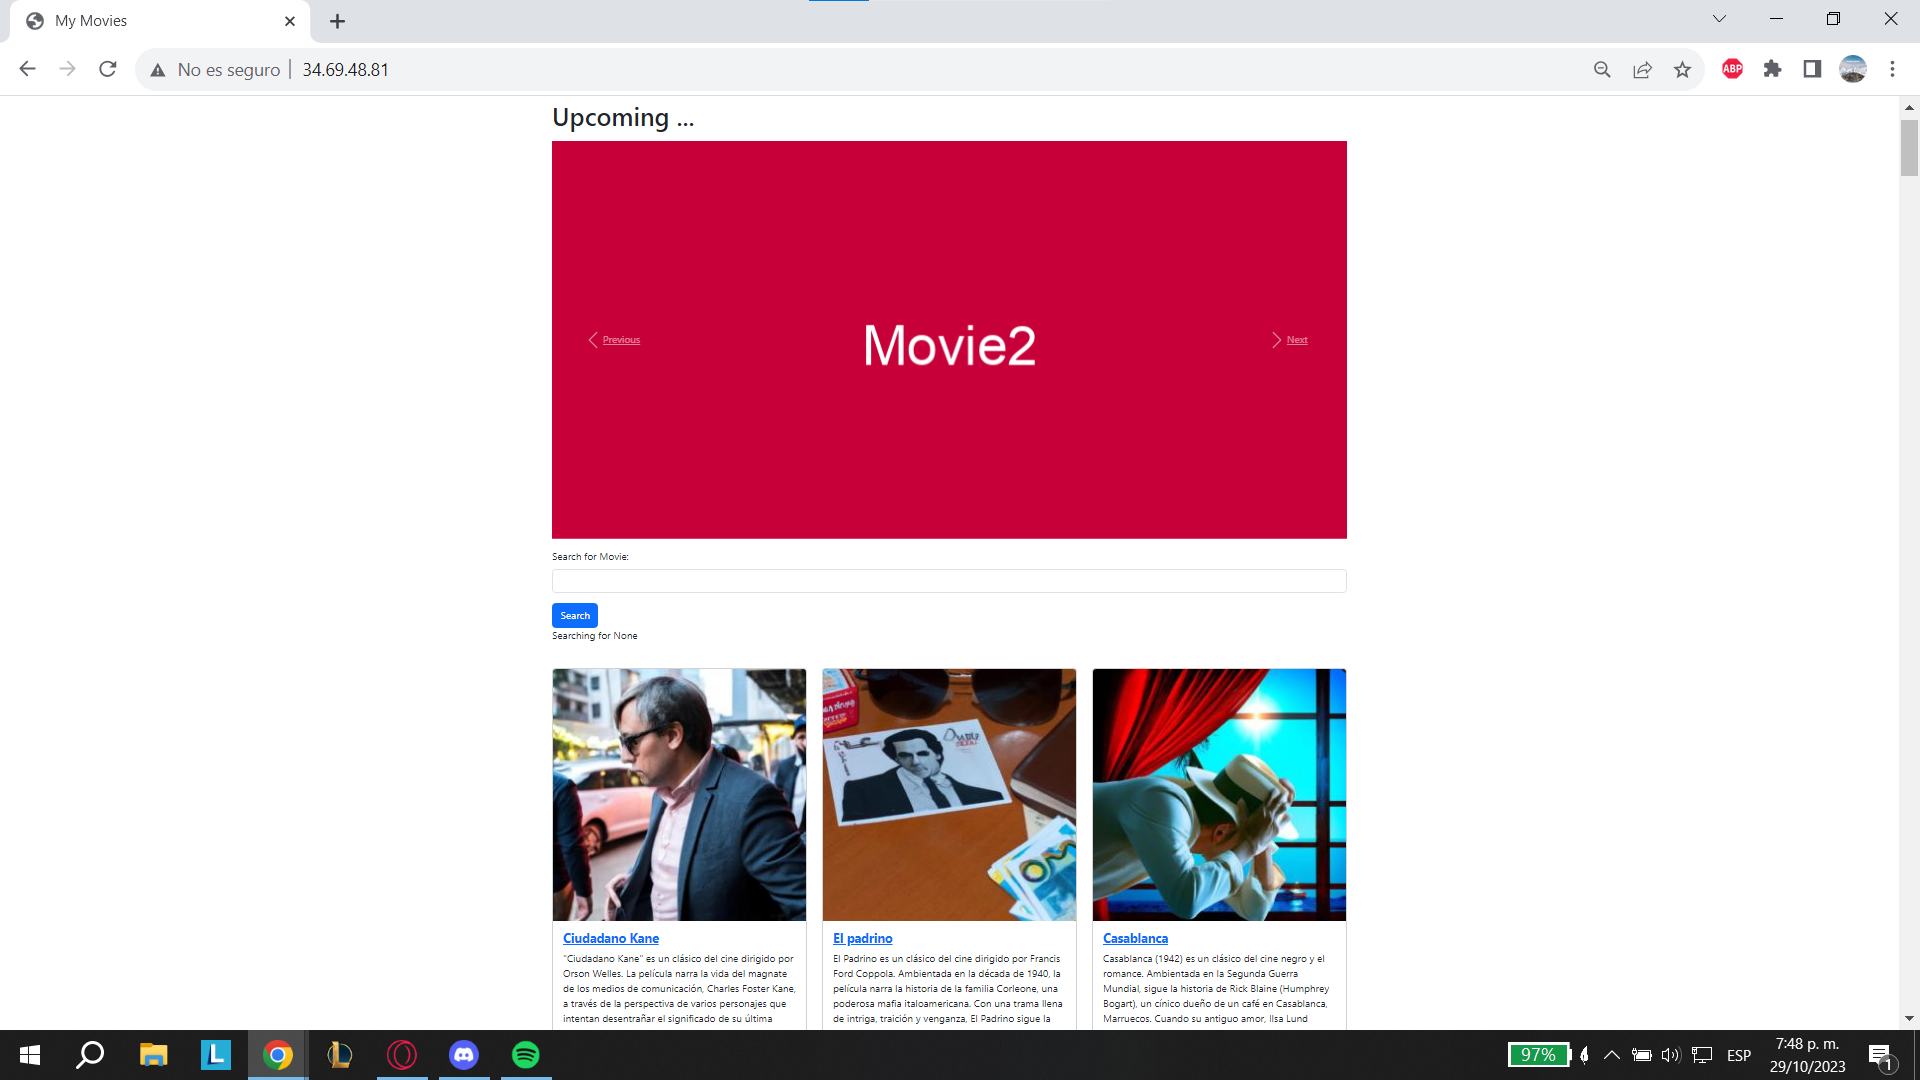 My Movies
No es seguro
34.69.48.81
ABP
Upcoming ...
Previous
Movie2
Next
Search for Movie:
Search
Searching for None
Ciudadano Kane
"Ciudadano Kane" es un clásico del cine dirigido por
Orson Welles. La película narra la vida del magnate
de los medios de comunicación, Charles Foster Kane,
a través de la perspectiva de varios personajes que
intentan desentrañar el significado de su última
El padrino
El Padrino es un clásico del cine dirigido por Francis
Ford Coppola. Ambientada en la década de 1940, la
película narra la historia de la familia Corleone, una
poderosa mafia italoamericana. Con una trama llena
de intriga, traición y venganza, El Padrino sigue la
Casablanca
Casablanca (1942) es un clásico del cine negro y el
romance. Ambientada en la Segunda Guerra
Mundial, sigue la historia de Rick Blaine (Humphrey
Bogart), un cínico dueño de un café en Casablanca,
Marruecos. Cuando su antiguo amor, Ilsa Lund
L
97%
ESP
7:48 p. m.
29/10/2023
1